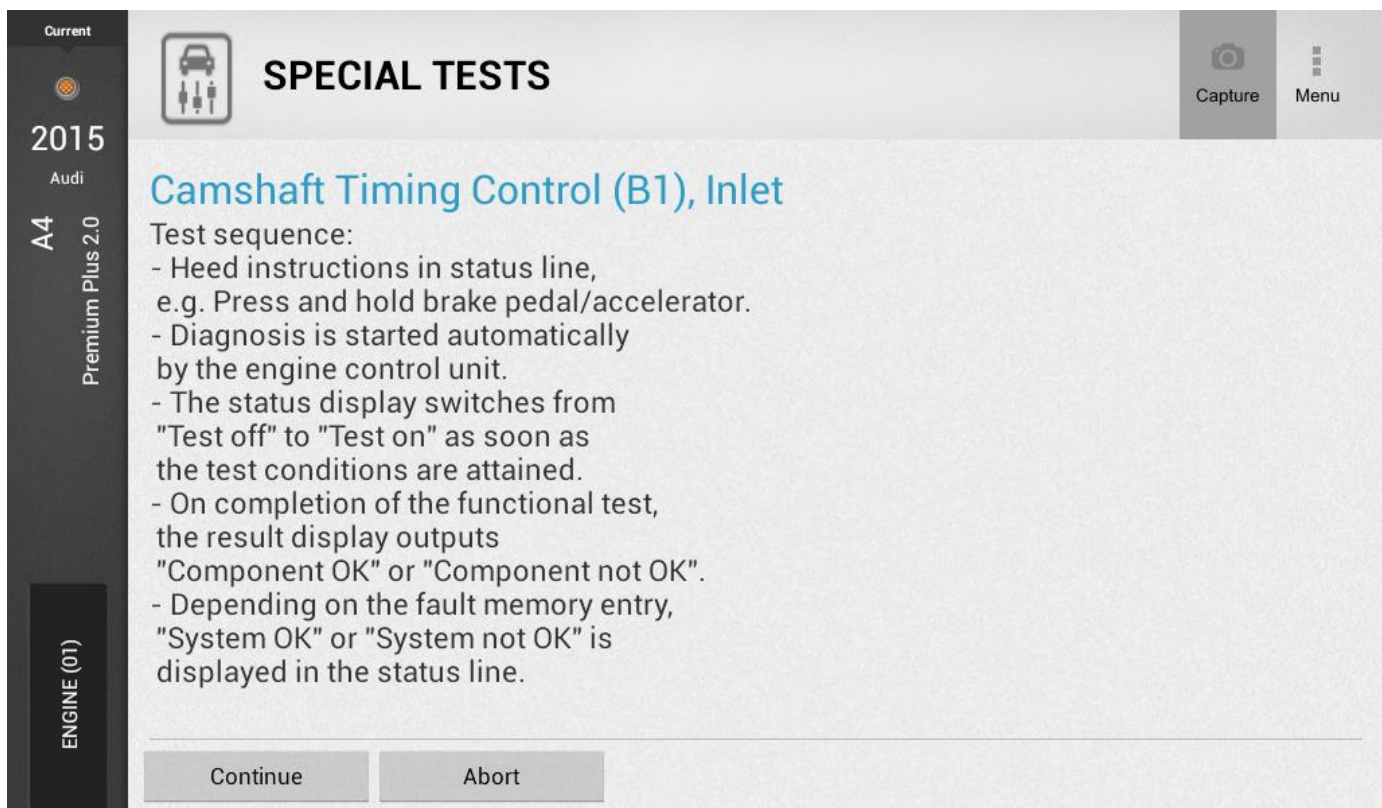 Current
2015
Audi
A4
Premium Plus 2.0
ENGINE (01)
SPECIAL TESTS
Capture
Menu
Camshaft Timing Control (B1), Inlet
Test sequence:
- Heed instructions in status line,
e.g. Press and hold brake pedal/accelerator.
- Diagnosis is started automatically
by the engine control unit.
- The status display switches from
"Test off" to "Test on" as soon as
the test conditions are attained.
- On completion of the functional test,
the result display outputs
"Component OK" or "Component not OK".
- Depending on the fault memory entry,
"System OK" or "System not OK" is
displayed in the status line.
Continue
Abort